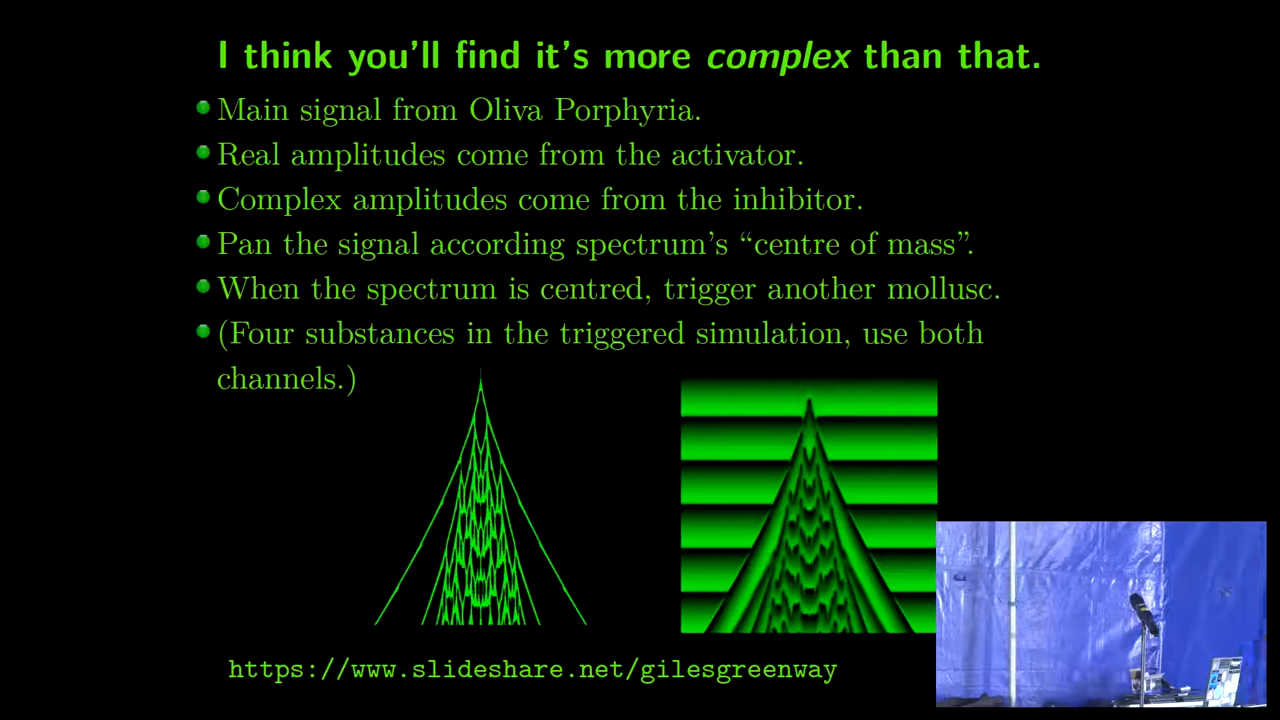 I think you'll find it's more complex than that.
Main signal from Oliva Porphyria.
Real amplitudes come from the activator.
Complex amplitudes come from the inhibitor.
Pan the signal according spectrum's “centre of mass”.
When the spectrum is centred, trigger another mollusc.
(Four substances in the triggered simulation, use both
channels.)
https://www.slideshare.net/gilesgreenway